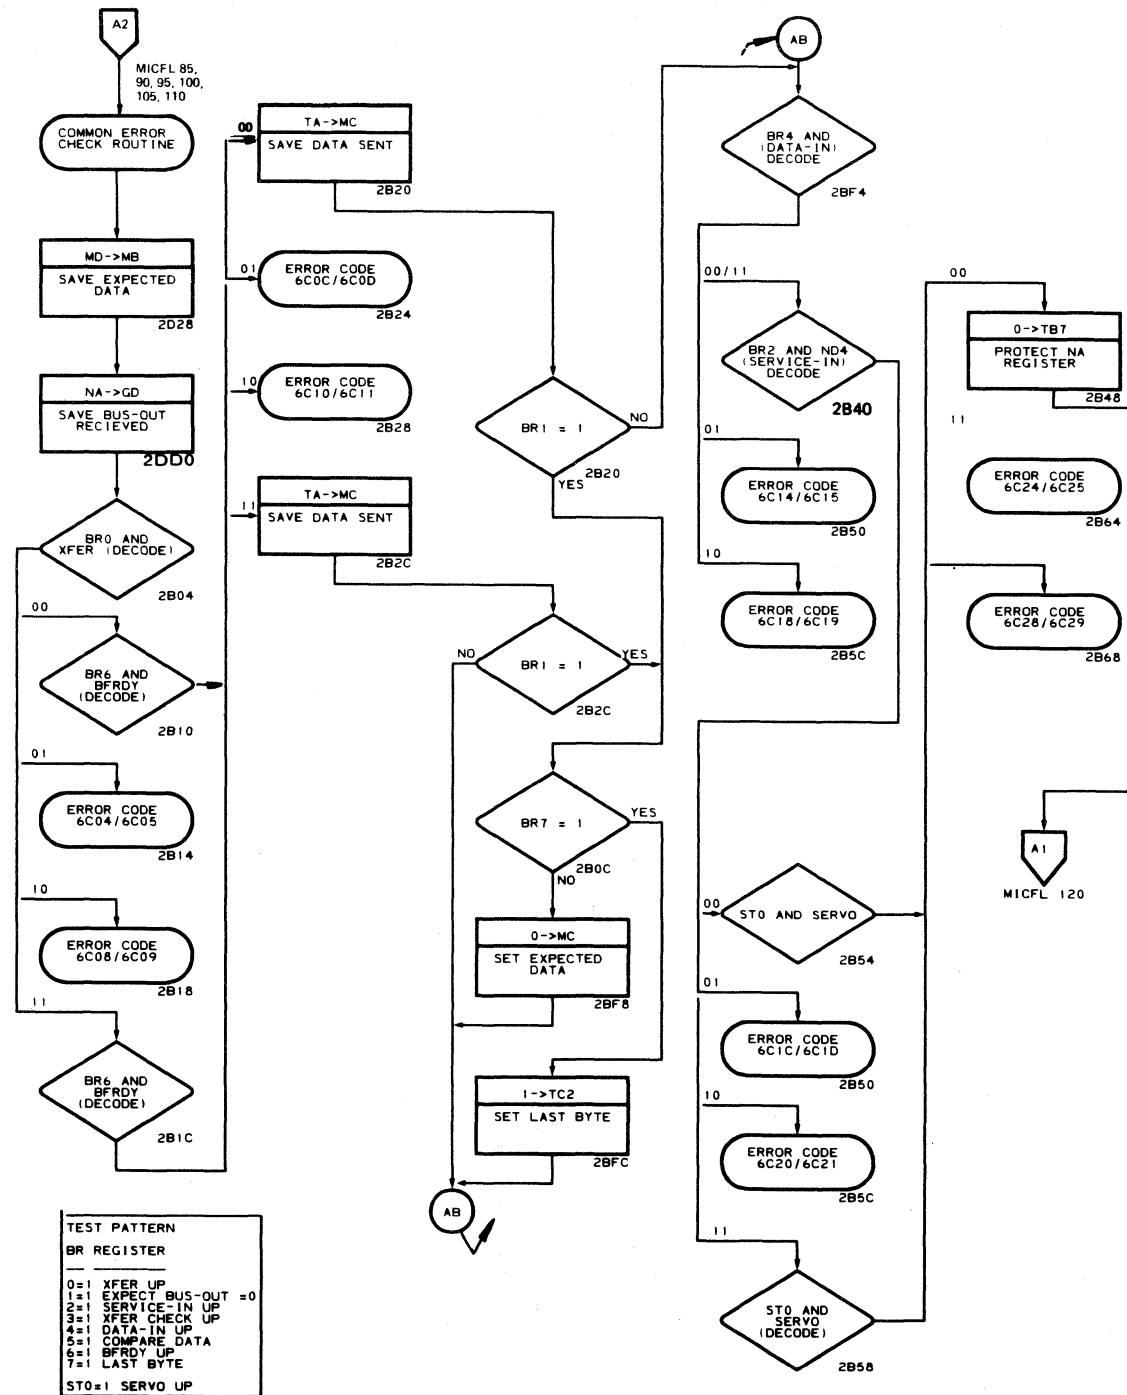 A2
MICFL 85,
90, 95, 100,
105, 110
COMMON ERROR
CHECK ROUTINE
MD->MB
SAVE EXPECTED
DATA
2D28
NA->GD
SAVE BUS-OUT
RECIEVED
2DD0
BR0 AND
XFER (DECODE)
2B04
00
BR6 AND
BFRDY
(DECODE)
2B10
01
ERROR CODE
6C04/6C05
2B14
10
ERROR CODE
6C08/6C09
2B18
11
BR6 AND
BFRDY
(DECODE)
2B1C
TEST PATTERN
BR REGISTER
0=1 XFER UP
1=1 EXPECT BUS-OUT =0
2=1 SERVICE-IN UP
3=1 XFER CHECK UP
4=1 DATA-IN UP
5=1 COMPARE DATA
6=1 BFRDY UP
7=1 LAST BYTE
ST0=1 SERVO UP
00
TA->MC
SAVE DATA SENT
2B20
01
ERROR CODE
6C0C/6C0D
2B24
10
ERROR CODE
6C10/6C11
2B28
11
TA->MC
SAVE DATA SENT
2B2C
BR1 = 1
NO
2B20
YES
BR1 = 1
NO
YES
2B2C
BR7 = 1
YES
2B0C
NO
0->MC
SET EXPECTED
DATA
2BF8
1->TC2
SET LAST BYTE
2BFC
AB
AB
BR4 AND
(DATA-IN)
DECODE
2BF4
00/11
BR2 AND ND4
(SERVICE-IN)
DECODE
2B40
01
ERROR CODE
6C14/6C15
2B50
10
ERROR CODE
6C18/6C19
2B5C
00
ST0 AND SERVO
2B54
01
ERROR CODE
6C1C/6C1D
2B50
10
ERROR CODE
6C20/6C21
2B5C
11
ST0 AND
SERVO
(DECODE)
2B58
00
0->TB7
PROTECT NA
REGISTER
2B48
11
ERROR CODE
6C24/6C25
2B64
ERROR CODE
6C28/6C29
2B68
A1
MICFL 120